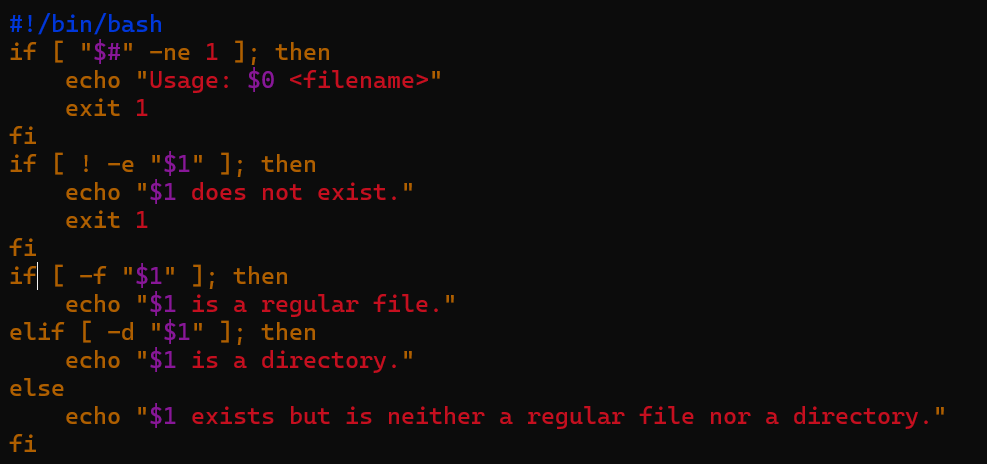 #!/bin/bash
if [ "$#" -ne 1 ]; then
    echo "Usage: $0 <filename>"
    exit 1
fi
if [ ! -e "$1" ]; then
    echo "$1 does not exist."
    exit 1
fi
if [ -f "$1" ]; then
    echo "$1 is a regular file."
elif [ -d "$1" ]; then
    echo "$1 is a directory."
else
    echo "$1 exists but is neither a regular file nor a directory."
fi